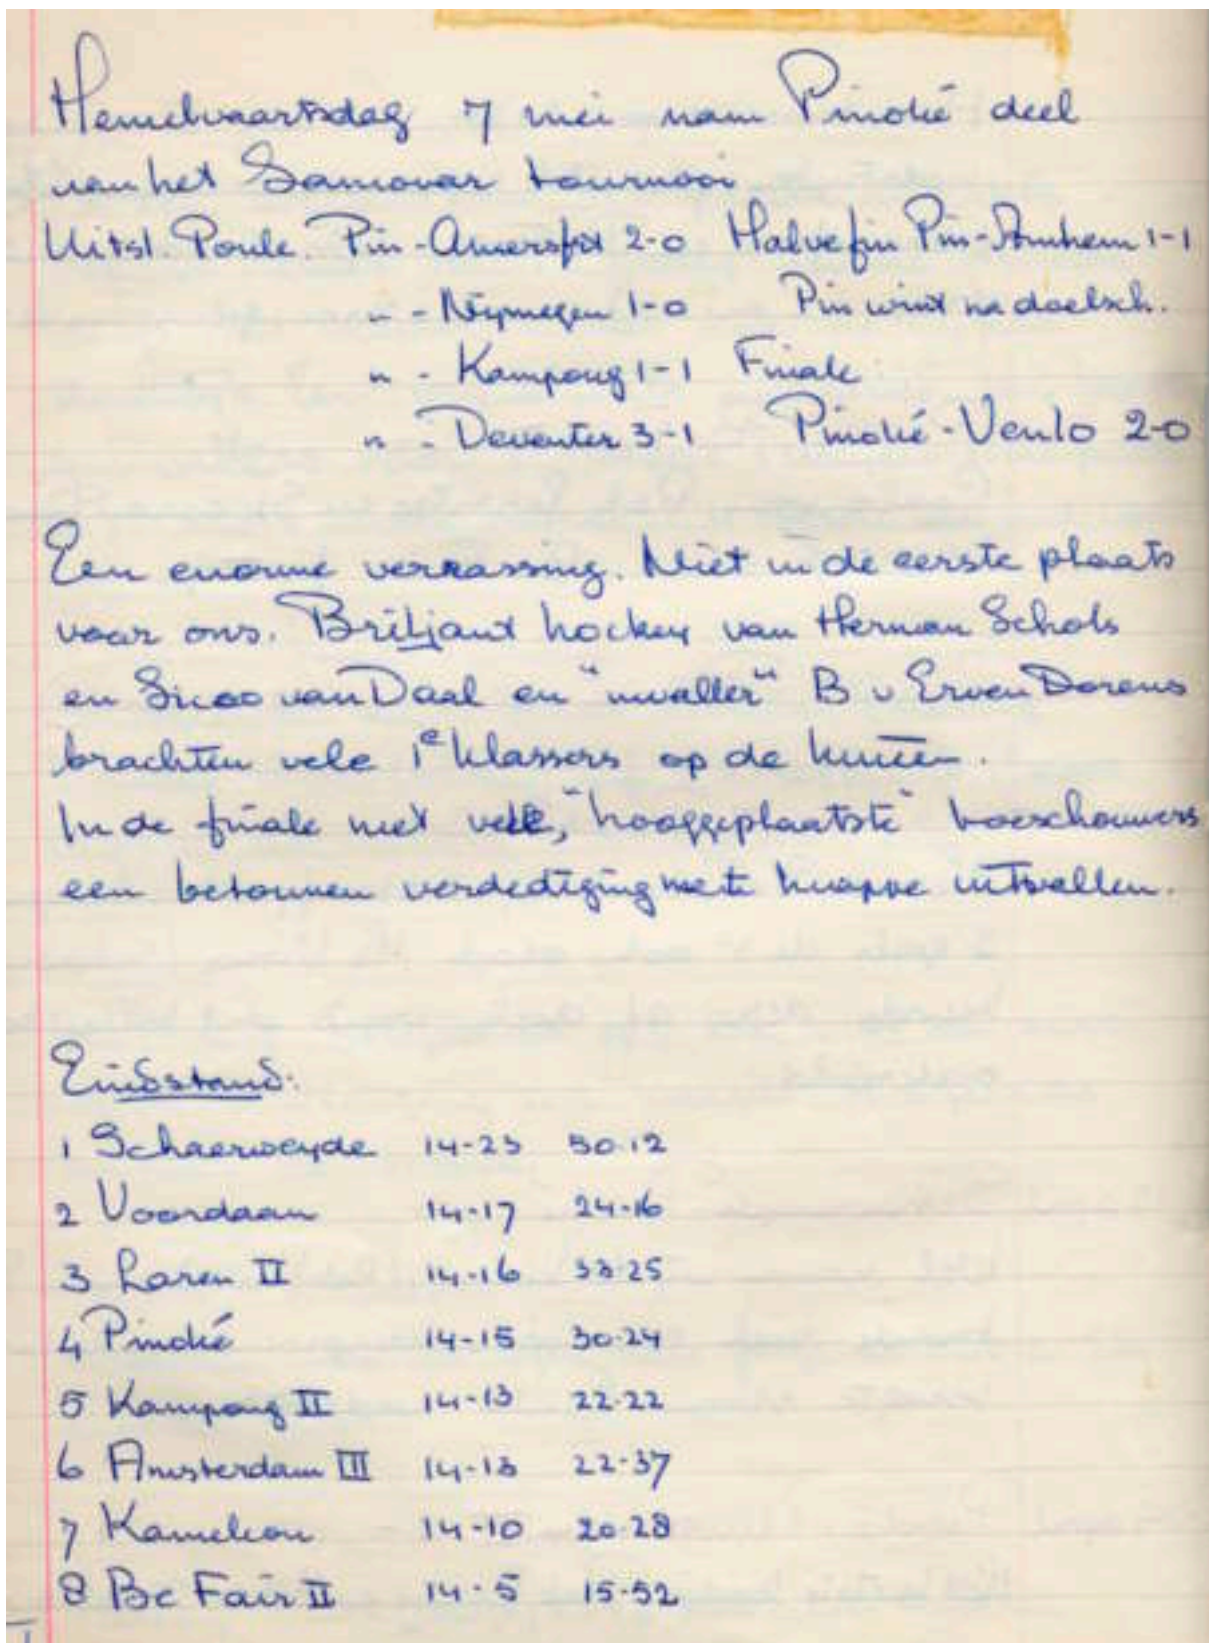 Hemelvaartsdag 7 mei nam Pinoké deel
aan het Samovar tournooi
Uitsl. Poule. Pin-Amersfrt 2-0 Halve fin Pin-Arnhem 1-1
" - Nijmegen 1-0 Pin wint na doelsch.
" - Kampong 1-1 Finale
" - Deventer 3-1 Pinoké-Venlo 2-0
Een enorme verrassing. Niet in de eerste plaats
voor ons. Briljant hockey van Herman Schols
en Sicco van Daal en "invaller" B v Erven Dorens
brachten vele 1e klassers op de knieën.
In de finale met vele, "hooggeplaatste" toeschouwers
een betonnen verdediging met knappe uitvallen.
Eindstand:
1 Schaerweyde 14-23 50-12
2 Voordaan 14-17 24-16
3 Laren II 14-16 33-25
4 Pinoké 14-15 30-24
5 Kampong II 14-13 22-22
6 Amsterdam III 14-13 22-37
7 Kameleon 14-10 20-28
8 Be Fair II 14-5 15-52